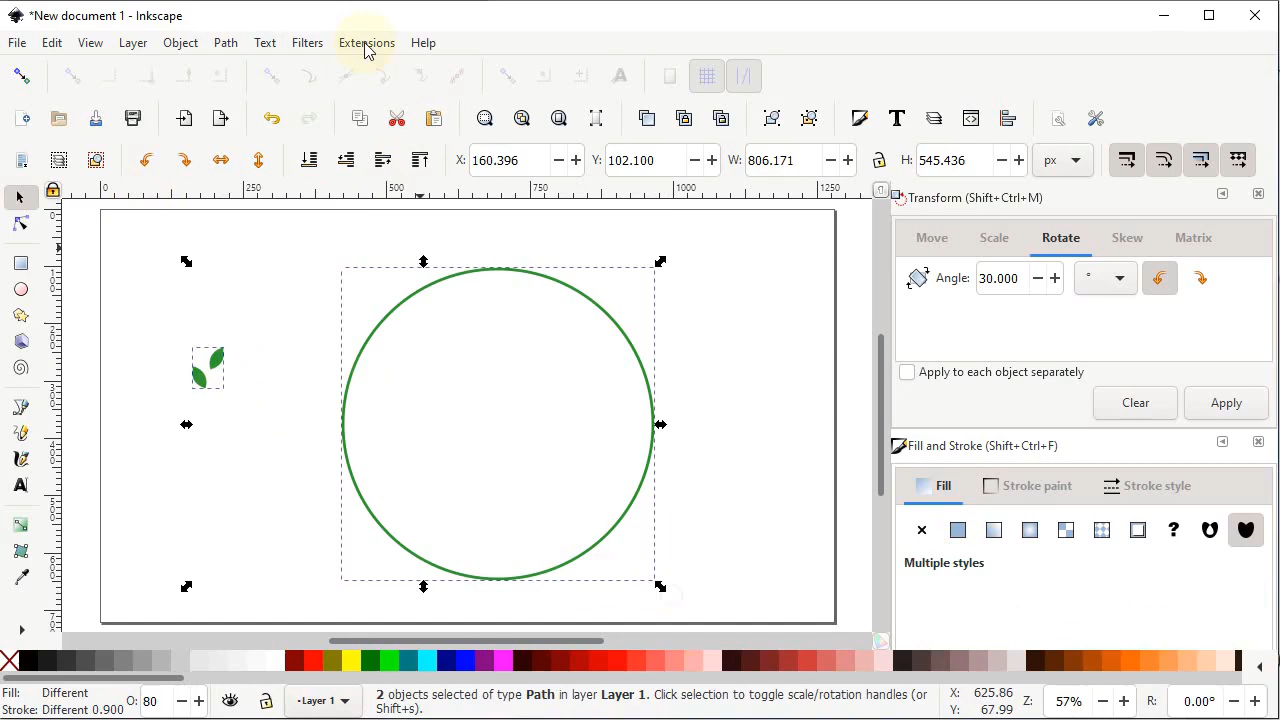 *New document 1 - Inkscape
File Edit View Layer Object Path Text Filters Extensions Help
X: 160.396 Y: 102.100 W: 826.171 H: 545.436 px
0 250 500 750 1000 1250
Transform (Shift+Ctrl+M)
Move Scale Rotate Skew Matrix
Angle: 30.000 °
Apply to each object separately
Clear Apply
Fill and Stroke (Shift+Ctrl+F)
Fill Stroke paint Stroke style
Multiple styles
Fill: Different
Stroke: Different 0.900
O: 80
Layer 1
2 objects selected of type Path in layer Layer 1. Click selection to toggle scale/rotation handles (or Shift+s).
X: 625.86
Y: 67.99
Z: 57%
R: 0.00°